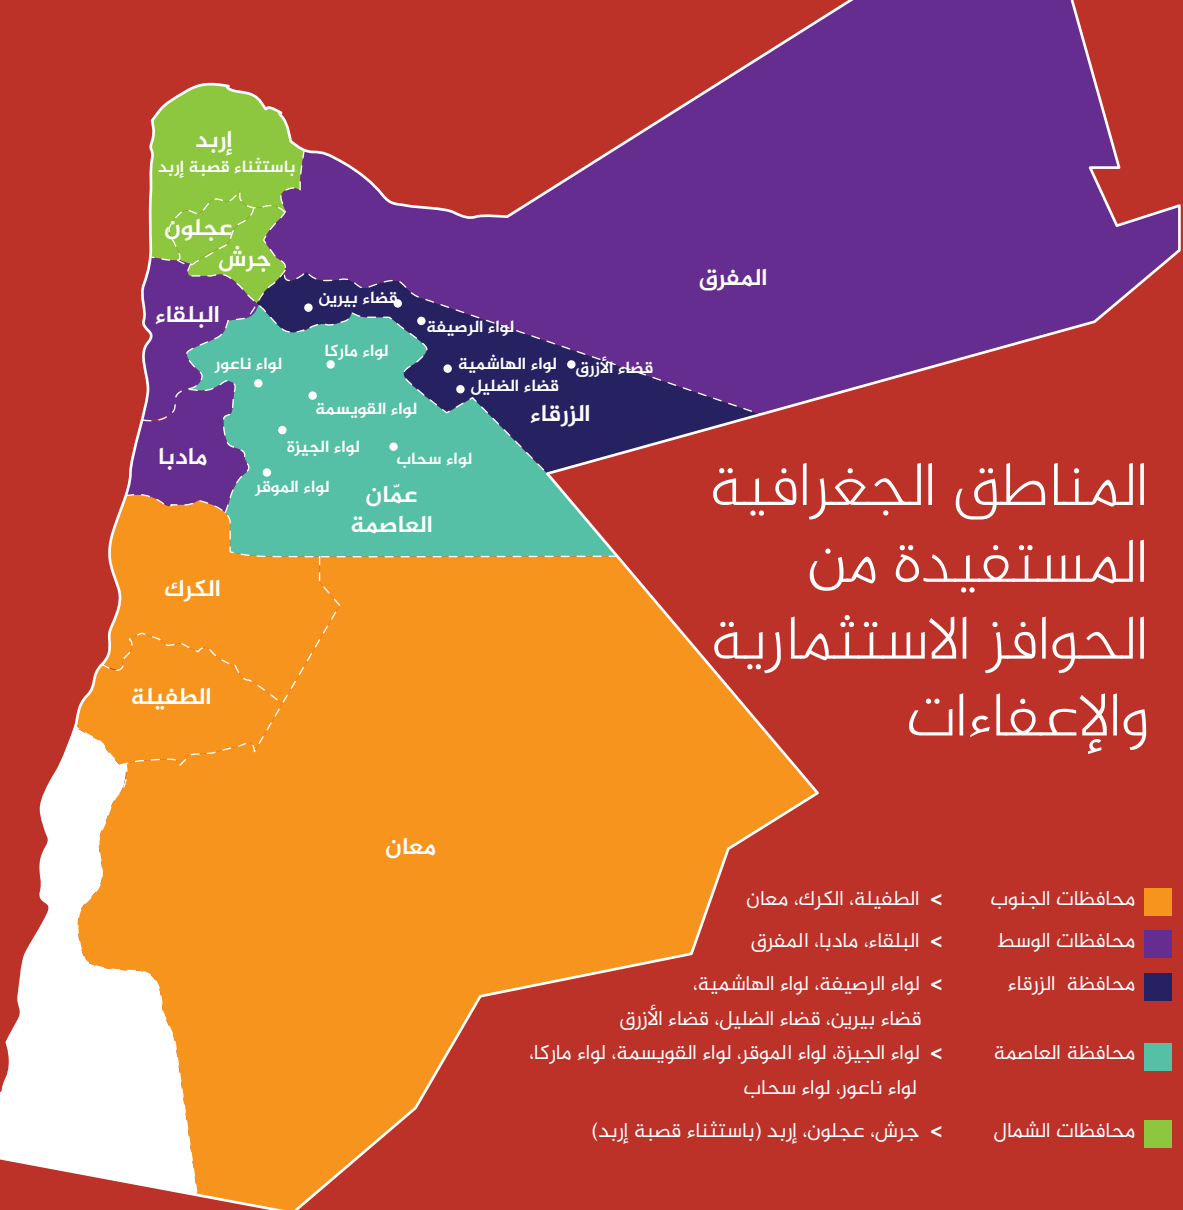 إربد
باستثناء قصبة إربد
عجلون
جرش
المفرق
البلقاء
قضاء بيرين
لواء الرصيفة
لواء ماركا
لواء ناعور
لواء الهاشمية
قضاء الأزرق
قضاء الضليل
الزرقاء
لواء القويسمة
لواء الجيزة
لواء سحاب
مادبا
لواء الموقر
عمّان
العاصمة
المناطق الجغرافية
المستفيدة من
الحوافز الاستثمارية
والإعفاءات
الكرك
الطفيلة
معان
محافظات الجنوب > الطفيلة، الكرك، معان
محافظات الوسط > البلقاء، مادبا، المفرق
محافظة الزرقاء > لواء الرصيفة، لواء الهاشمية،
قضاء بيرين، قضاء الضليل، قضاء الأزرق
محافظة العاصمة > لواء الجيزة، لواء الموقر، لواء القويسمة، لواء ماركا،
لواء ناعور، لواء سحاب
محافظات الشمال > جرش، عجلون، إربد (باستثناء قصبة إربد)